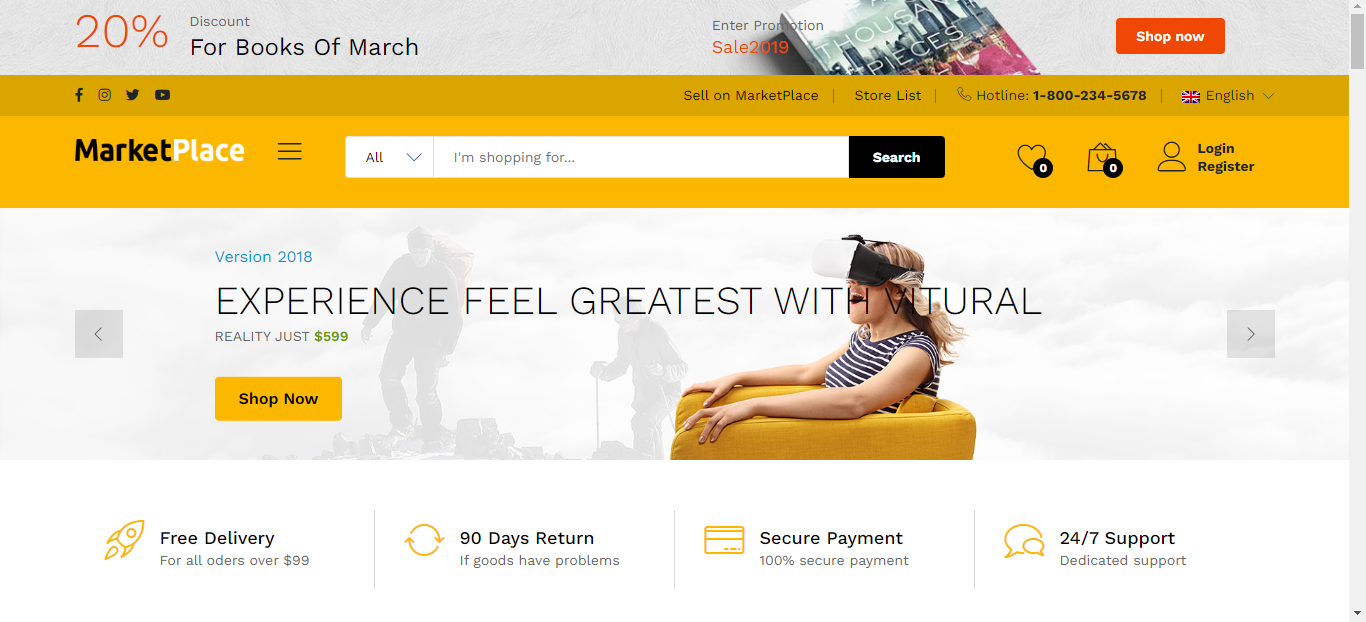 20%
Discount
For Books Of March
Enter Promotion
Sale2019
THOUSAND
PIECES
Shop now
Sell on MarketPlace
Store List
Hotline: 1-800-234-5678
English
MarketPlace
All
I'm shopping for...
Search
0
0
Login
Register
Version 2018
EXPERIENCE FEEL GREATEST WITH VITURAL
REALITY JUST $599
Shop Now
Free Delivery
For all oders over $99
90 Days Return
If goods have problems
Secure Payment
100% secure payment
24/7 Support
Dedicated support